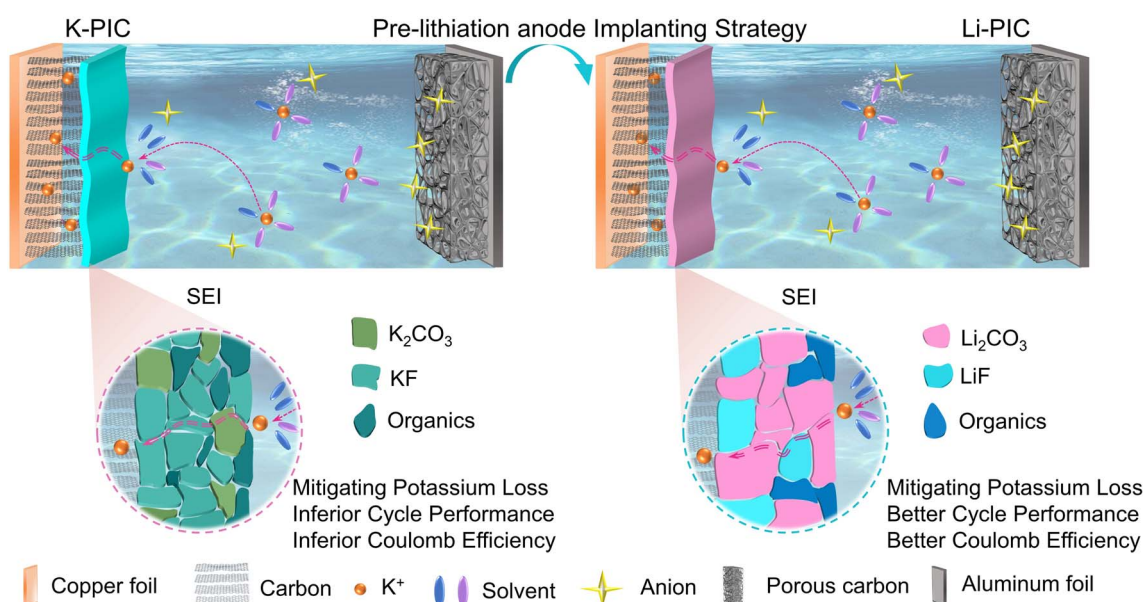 K-PIC
Pre-lithiation anode Implanting Strategy
Li-PIC
SEI
K₂CO₃
KF
Organics
Mitigating Potassium Loss
Inferior Cycle Performance
Inferior Coulomb Efficiency
SEI
Li₂CO₃
LiF
Organics
Mitigating Potassium Loss
Better Cycle Performance
Better Coulomb Efficiency
Copper foil
Carbon
K⁺
Solvent
Anion
Porous carbon
Aluminum foil